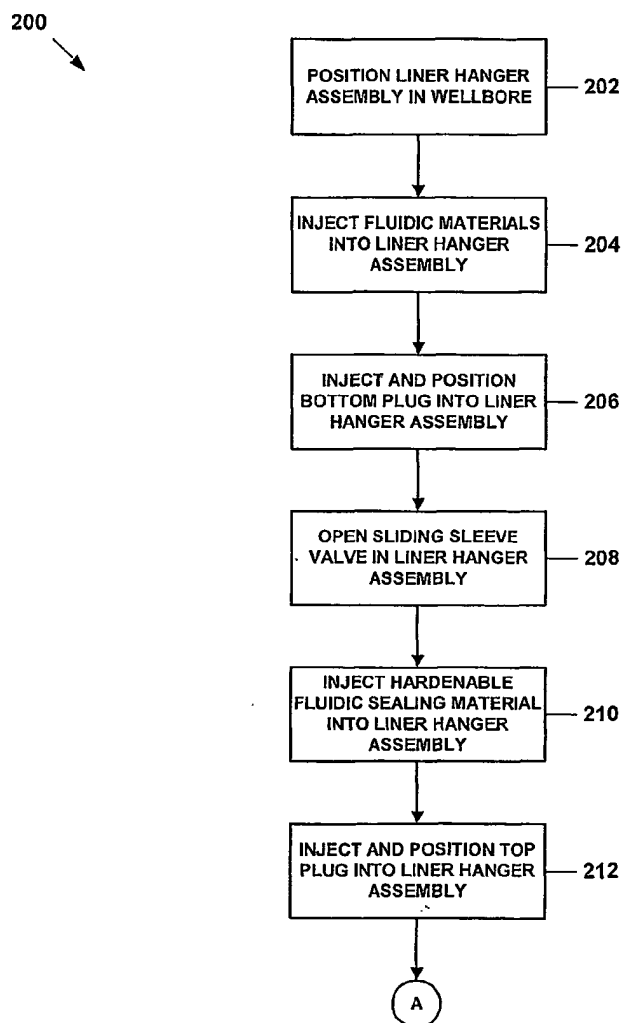 200
POSITION LINER HANGER
ASSEMBLY IN WELLBORE
202
INJECT FLUIDIC MATERIALS
INTO LINER HANGER
ASSEMBLY
204
INJECT AND POSITION
BOTTOM PLUG INTO LINER
HANGER ASSEMBLY
206
OPEN SLIDING SLEEVE
VALVE IN LINER HANGER
ASSEMBLY
208
INJECT HARDENABLE
FLUIDIC SEALING MATERIAL
INTO LINER HANGER
ASSEMBLY
210
INJECT AND POSITION TOP
PLUG INTO LINER HANGER
ASSEMBLY
212
A